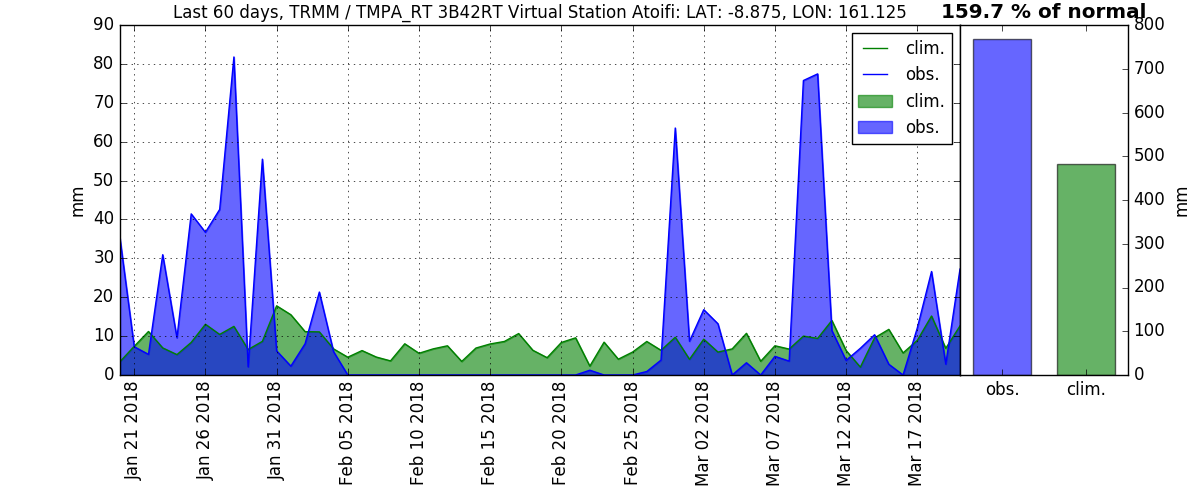 Last 60 days, TRMM / TMPA_RT 3B42RT Virtual Station Atoifi: LAT: -8.875, LON: 161.125
159.7 % of normal
90
80
70
60
50
40
30
20
10
0
mm
clim.
obs.
clim.
obs.
Jan 21 2018
Jan 26 2018
Jan 31 2018
Feb 05 2018
Feb 10 2018
Feb 15 2018
Feb 20 2018
Feb 25 2018
Mar 02 2018
Mar 07 2018
Mar 12 2018
Mar 17 2018
800
700
600
500
400
300
200
100
0
mm
obs.
clim.